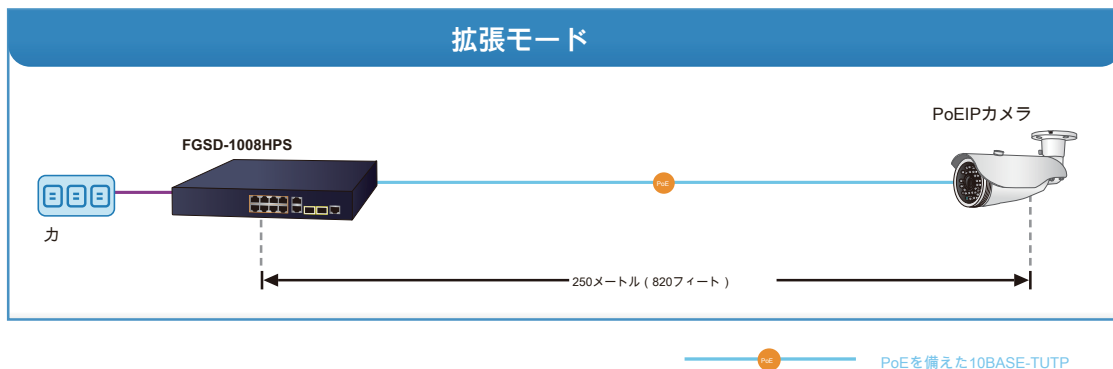 拡張モード
PoEIPカメラ
FGSD-1008HPS
PoE
力
250メートル（820フィート）
PoE
PoEを備えた10BASE-TUTP